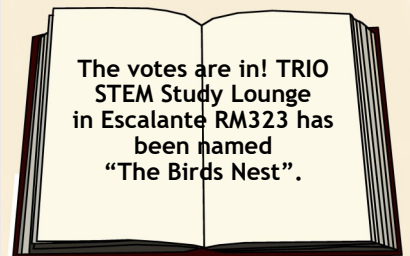 The votes are in! TRIO
STEM Study Lounge
in Escalante RM323 has
been named
“The Birds Nest”.